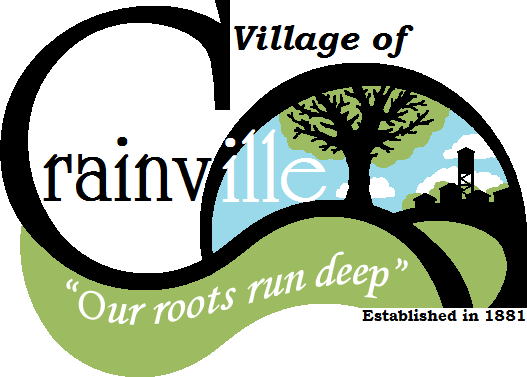 Village of
Crainville
“Our roots run deep”
Established in 1881